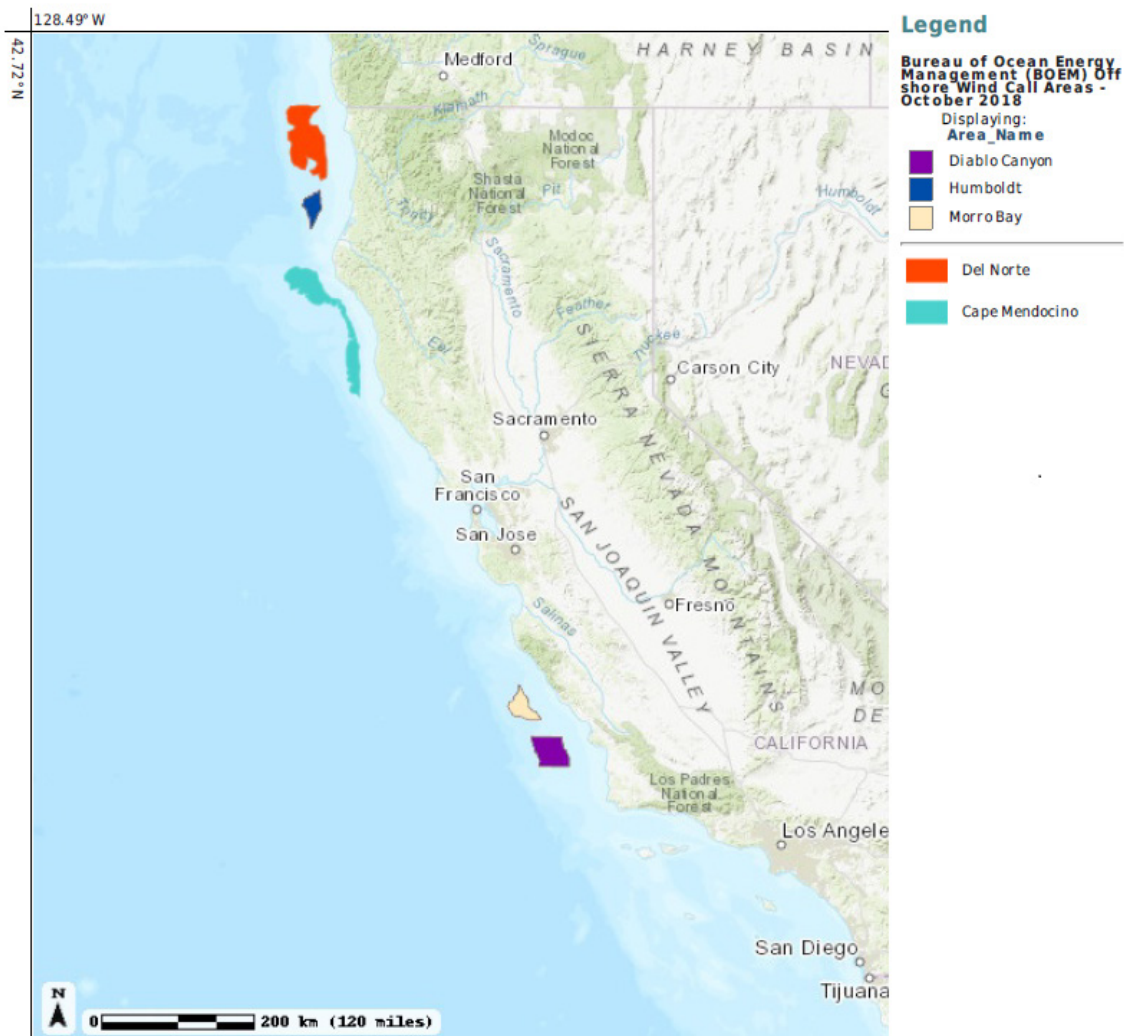 128.49° W
42.72°N
Medford
Sprague
HARNEY BASIN
Klamath
Modoc
National
Forest
Shasta
National
Forest
Pit
Trinity
Humboldt
Sacramento
Feather
Eel
Truckee
SIERRA NEVADA MOUNTAINS
Carson City
NEVAD
G
Sacramento
San
Francisco
San Jose
SAN JOAQUIN VALLEY
Fresno
Salinas
MO
DE
CALIFORNIA
Los Padres
National
Forest
Los Angele
San Diego
Tijuana
N
0 200 km (120 miles)
Legend
Bureau of Ocean Energy
Management (BOEM) Off
shore Wind Call Areas -
October 2018
Displaying:
Area_Name
Diablo Canyon
Humboldt
Morro Bay
Del Norte
Cape Mendocino